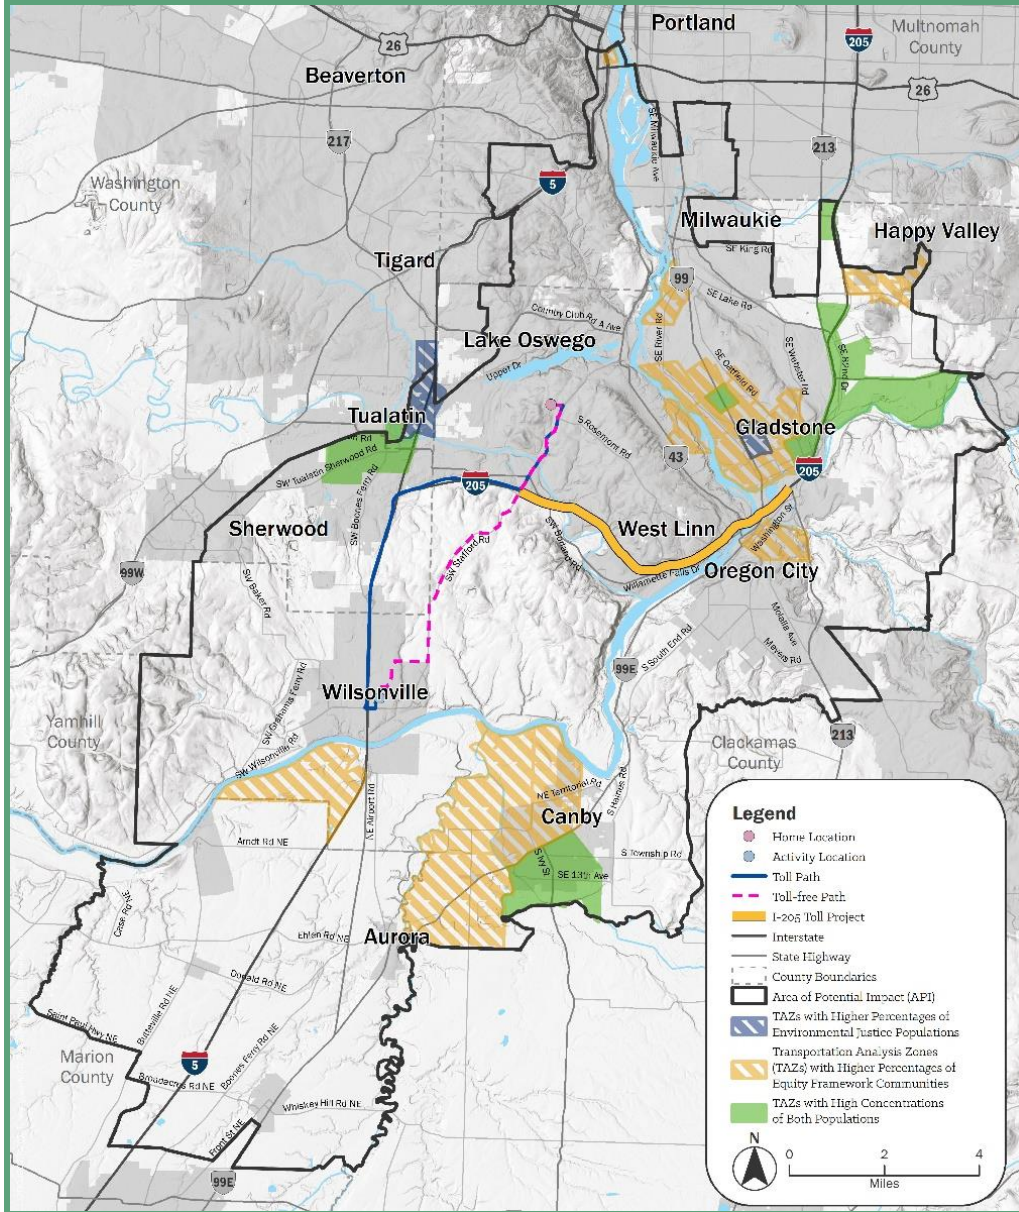 Portland
Multnomah
County
26
205
Beaverton
26
217
213
SE Milwaukie Ave
5
Washington
County
Milwaukie
Happy Valley
SE King Rd
Tigard
99
SE Lake Rd
Country Club Rd A Ave
Lake Oswego
SE River Rd
SE Oatfield Rd
SE Webster Rd
SE 82nd Dr
Upper Dr
Tualatin
S Rosemont Rd
Gladstone
43
205
SW Tualatin Sherwood Rd
SW Boones Ferry Rd
205
Sherwood
SW Stafford Rd
SW Borland Rd
West Linn
Washington St
Willamette Falls Dr
Oregon City
99W
SW Baker Rd
Molalla Ave
Meyers Rd
S South End Rd
99E
SW Grahams Ferry Rd
Wilsonville
Yamhill
County
SW Wilsonville Rd
Clackamas
County
213
NE Airport Rd
NE Territorial Rd
S Haines Rd
Canby
Arndt Rd NE
S Ivy St
S Township Rd
SE 13th Ave
Case Rd NE
Ehlen Rd NE
Aurora
Donald Rd NE
Butteville Rd NE
Saint Paul Hwy NE
Boones Ferry Rd NE
Marion
County
5
Broadacres Rd NE
Whiskey Hill Rd NE
Front St NE
99E
Legend
Home Location
Activity Location
Toll Path
Toll-free Path
I-205 Toll Project
Interstate
State Highway
County Boundaries
Area of Potential Impact (API)
TAZs with Higher Percentages of
Environmental Justice Populations
Transportation Analysis Zones
(TAZs) with Higher Percentages of
Equity Framework Communities
TAZs with High Concentrations
of Both Populations
N
0 2 4
Miles